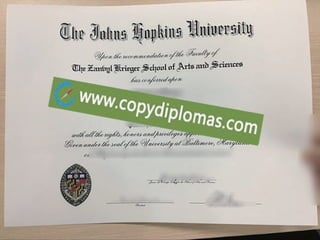 The Johns Hopkins University
Upon the recommendation of the Faculty of
The Zanvyl Krieger School of Arts and Sciences
has conferred upon
www.copydiplomas.com
with all the rights, honors and privileges
Given under the seal of the University at Baltimore, Maryland